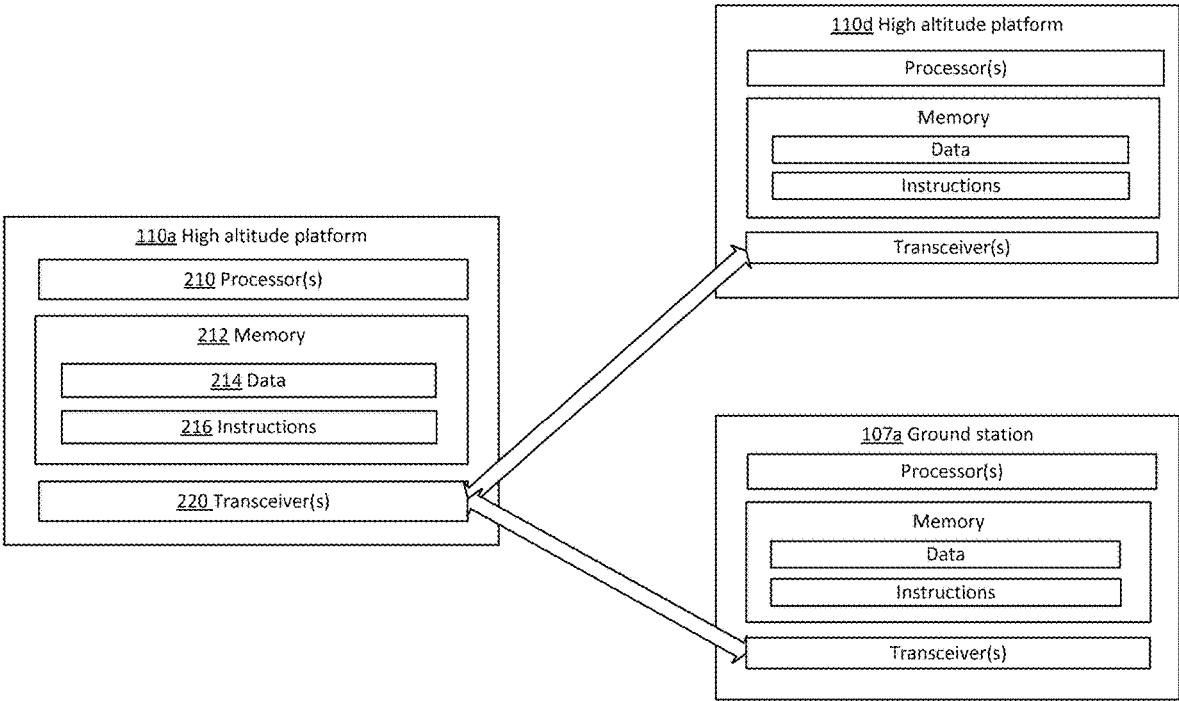 110a High altitude platform
210 Processor(s)
212 Memory
214 Data
216 Instructions
220 Transceiver(s)
110d High altitude platform
Processor(s)
Memory
Data
Instructions
Transceiver(s)
107a Ground station
Processor(s)
Memory
Data
Instructions
Transceiver(s)